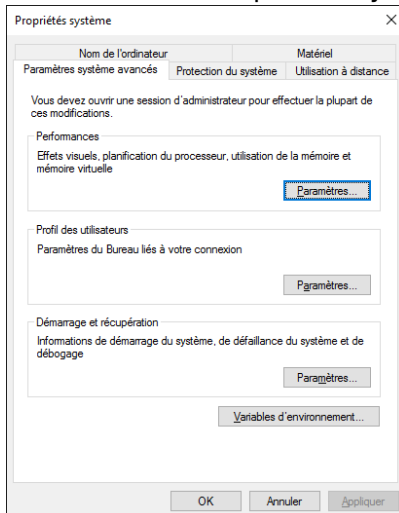 Propriétés système
Nom de l'ordinateur
Matériel
Paramètres système avancés
Protection du système
Utilisation à distance
Vous devez ouvrir une session d'administrateur pour effectuer la plupart de
ces modifications.
Performances
Effets visuels, planification du processeur, utilisation de la mémoire et
mémoire virtuelle
Paramètres...
Profil des utilisateurs
Paramètres du Bureau liés à votre connexion
Paramètres...
Démarrage et récupération
Informations de démarrage du système, de défaillance du système et de
débogage
Paramètres...
Variables d'environnement...
OK
Annuler
Appliquer